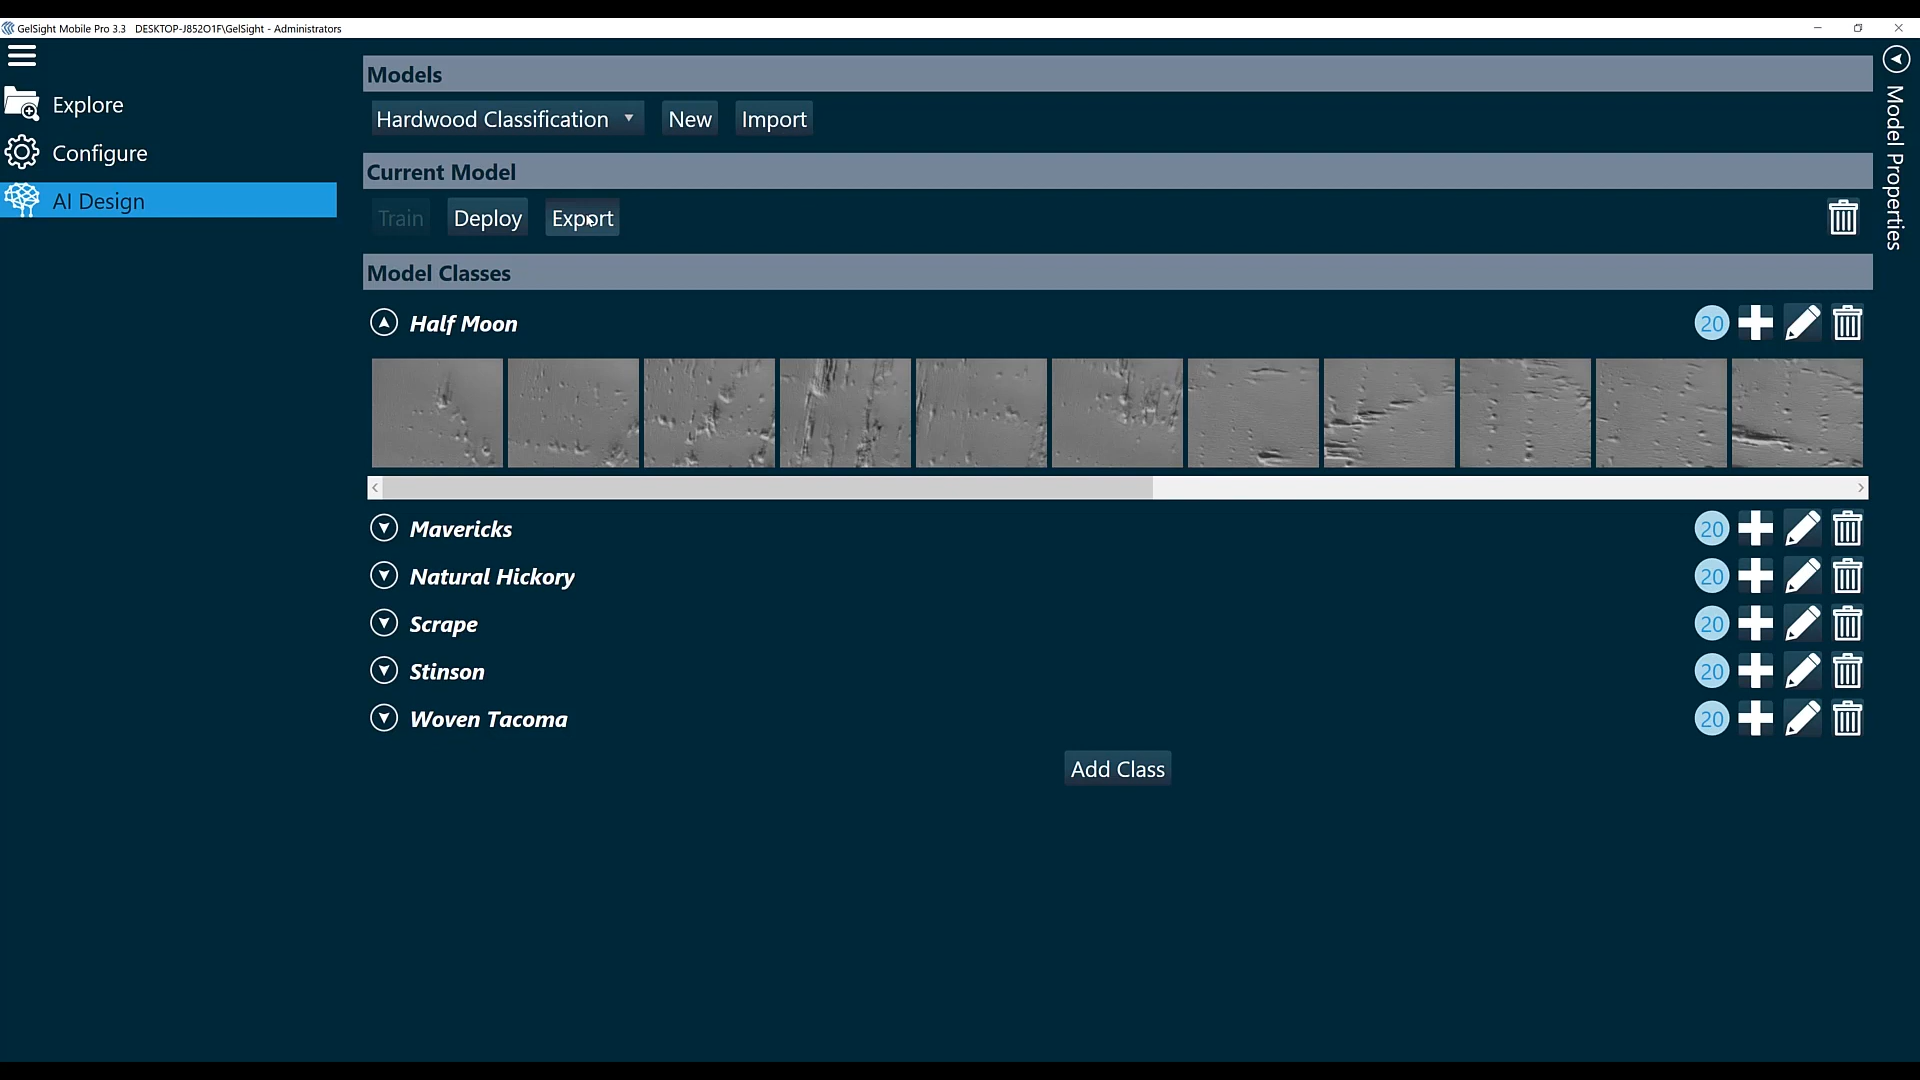 GelSight Mobile Pro 3.3 DESKTOP-J852O1F\GelSight - Administrators
Explore
Configure
AI Design
Models
Hardwood Classification New Import
Current Model
Train Deploy Export
Model Classes
Half Moon 20
Mavericks 20
Natural Hickory 20
Scrape 20
Stinson 20
Woven Tacoma 20
Add Class
Model Properties